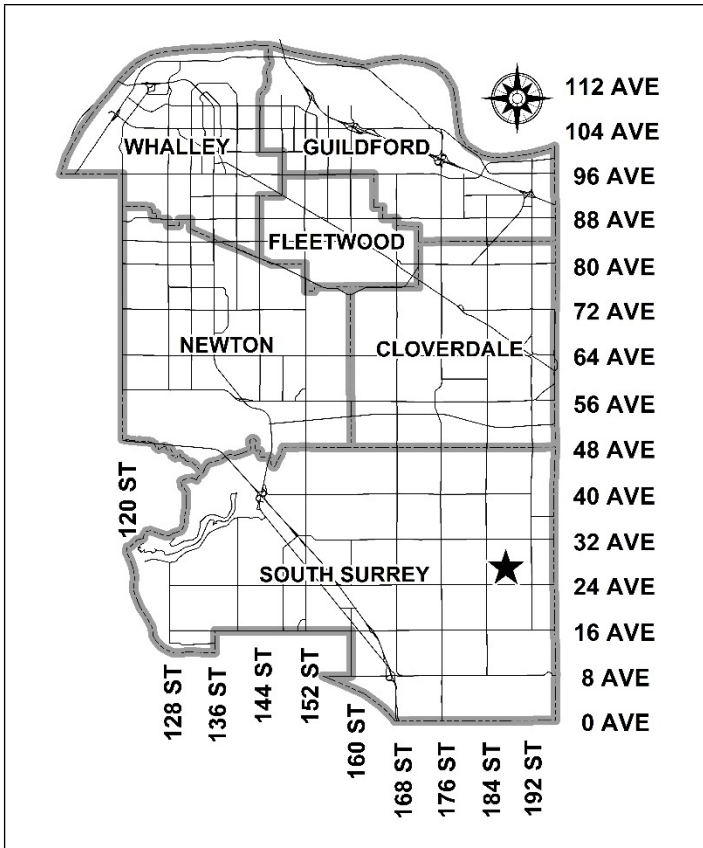 112 AVE
104 AVE
WHALLEY
GUILDFORD
96 AVE
88 AVE
FLEETWOOD
80 AVE
72 AVE
NEWTON
CLOVERDALE
64 AVE
56 AVE
48 AVE
120 ST
40 AVE
32 AVE
SOUTH SURREY
24 AVE
16 AVE
8 AVE
0 AVE
128 ST
136 ST
144 ST
152 ST
160 ST
168 ST
176 ST
184 ST
192 ST